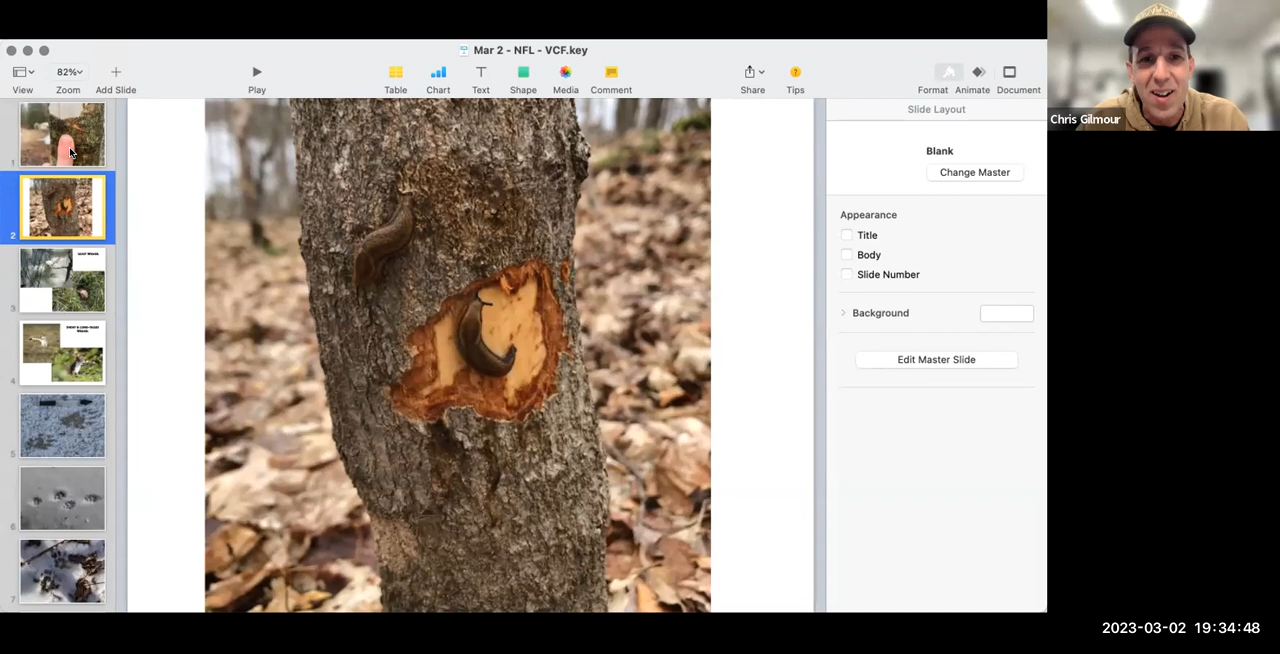 Mar 2 - NFL - VCF.key
82%
View
Zoom
Add Slide
Play
Table
Chart
Text
Shape
Media
Comment
Share
Tips
Format
Animate
Document
Slide Layout
Blank
Change Master
Appearance
Title
Body
Slide Number
Background
Edit Master Slide
1
2
3
4
5
6
7
LEAST WEASEL
Chris Gilmour
2023-03-02 19:34:48